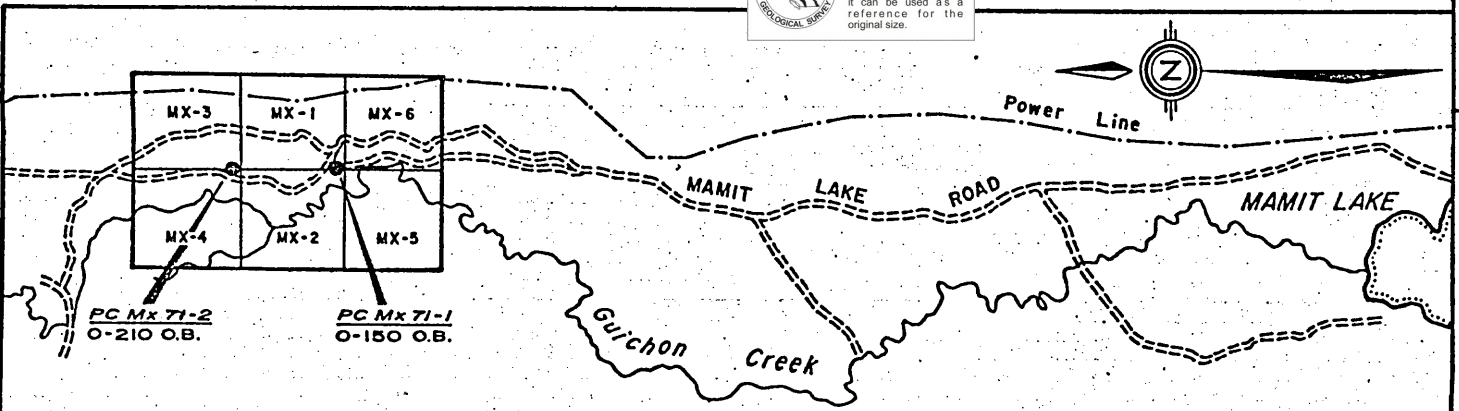 it can be used as a
reference for the
original size.
GEOLOGICAL SURVEY
Z
Power Line
MX-3 MX-1 MX-6
MAMIT LAKE ROAD
MAMIT LAKE
MX-4 MX-2 MX-5
PC Mx 71-2
0-210 O.B.
PC Mx 71-1
0-150 O.B.
Guichon Creek